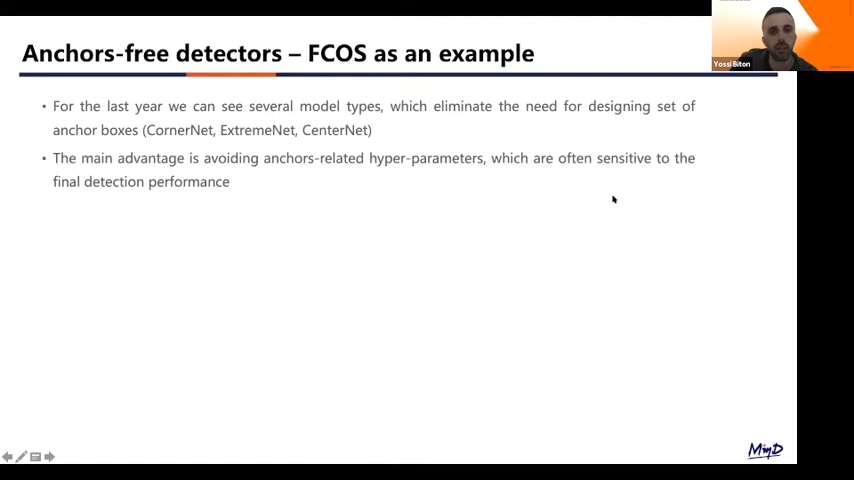 Anchors-free detectors – FCOS as an example
Yossi Biton
• For the last year we can see several model types, which eliminate the need for designing set of
anchor boxes (CornerNet, ExtremeNet, CenterNet)
• The main advantage is avoiding anchors-related hyper-parameters, which are often sensitive to the
final detection performance
MinD